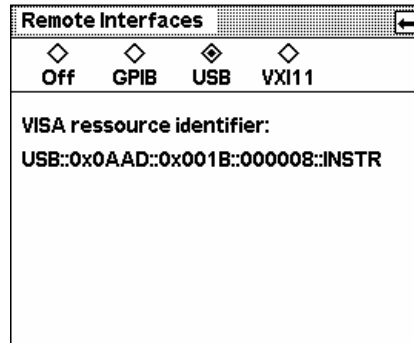 Remote Interfaces
Off GPIB USB VXI11
VISA ressource identifier:
USB::0x0AAD::0x001B::000008::INSTR